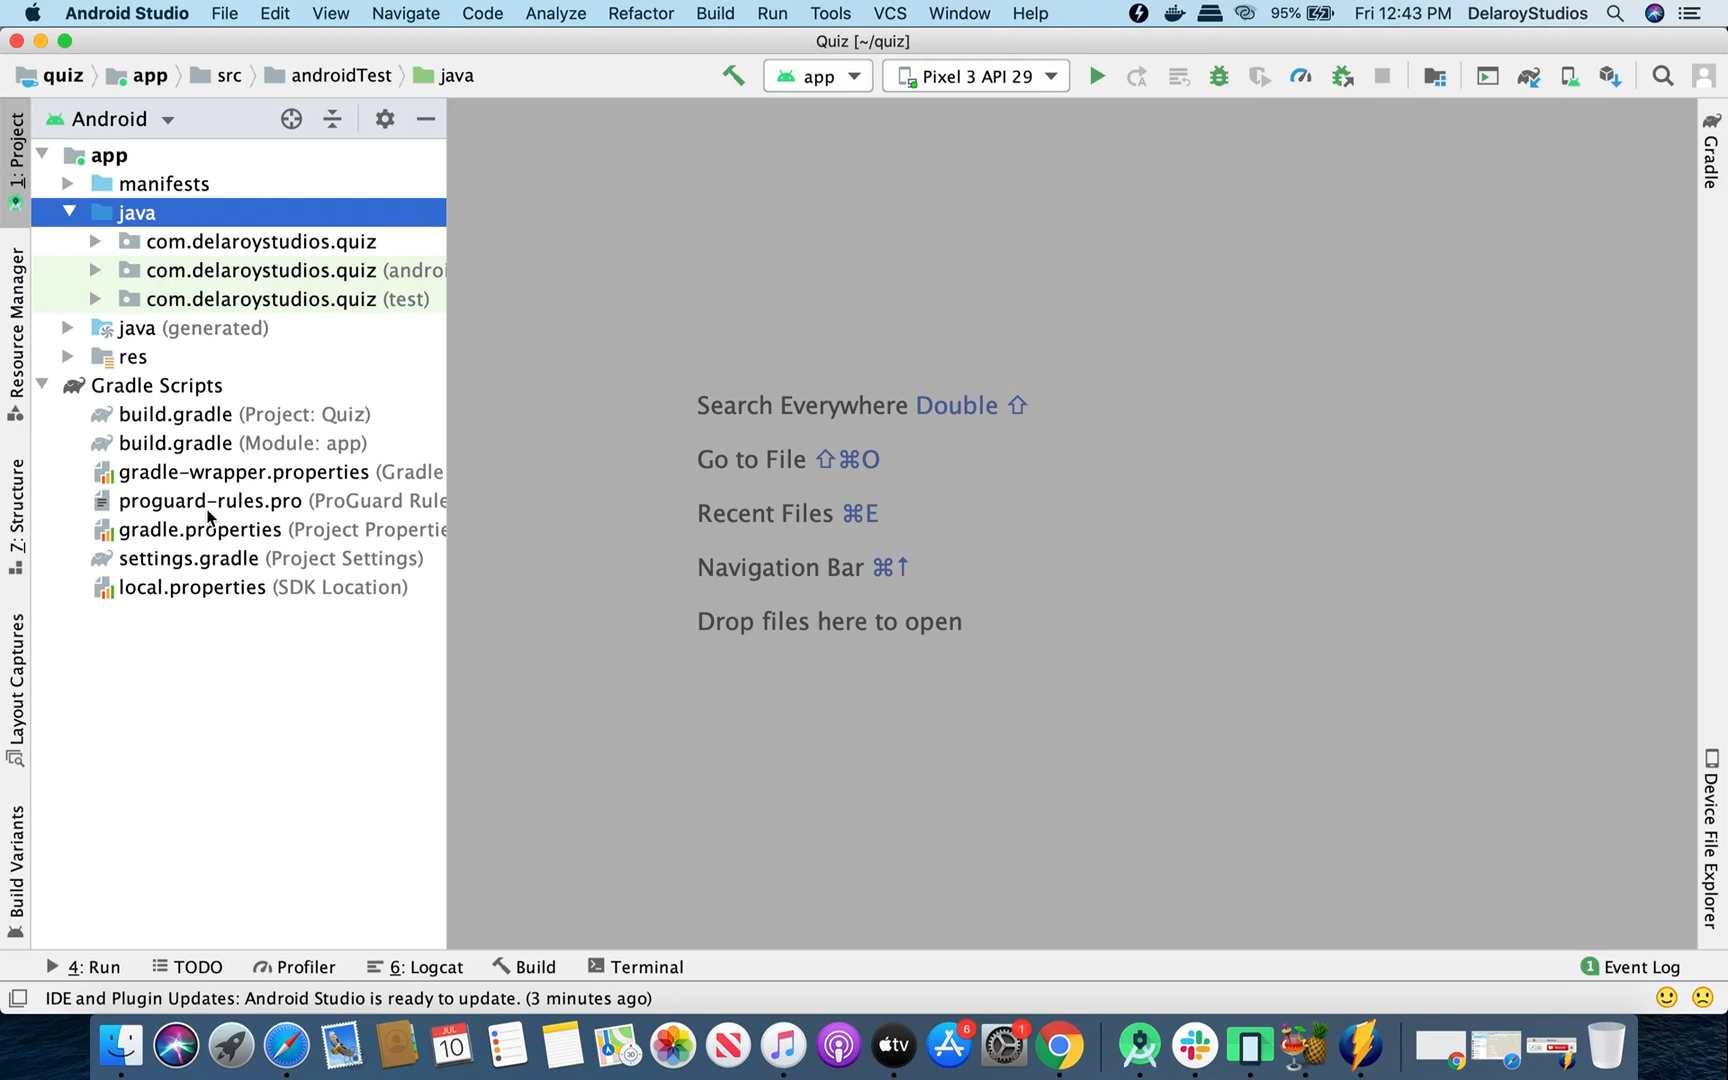 Android Studio File Edit View Navigate Code Analyze Refactor Build Run Tools VCS Window Help 95% Fri 12:43 PM DelaroyStudios
Quiz [~/quiz]
quiz app src androidTest java app Pixel 3 API 29
Android
1: Project
Resource Manager
Z: Structure
Layout Captures
Build Variants
app
manifests
java
com.delaroystudios.quiz
com.delaroystudios.quiz (androi
com.delaroystudios.quiz (test)
java (generated)
res
Gradle Scripts
build.gradle (Project: Quiz)
build.gradle (Module: app)
gradle-wrapper.properties (Gradle
proguard-rules.pro (ProGuard Rule
gradle.properties (Project Propertie
settings.gradle (Project Settings)
local.properties (SDK Location)
Search Everywhere Double ⇧
Go to File ⇧⌘O
Recent Files ⌘E
Navigation Bar ⌘↑
Drop files here to open
Gradle
Device File Explorer
4: Run TODO Profiler 6: Logcat Build Terminal 1 Event Log
IDE and Plugin Updates: Android Studio is ready to update. (3 minutes ago)
JUL
10
tv
6
1